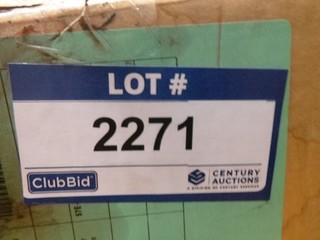 LOT #
2271
ClubBid
CENTURY
AUCTIONS
A DIVISION OF CENTURY SERVICES